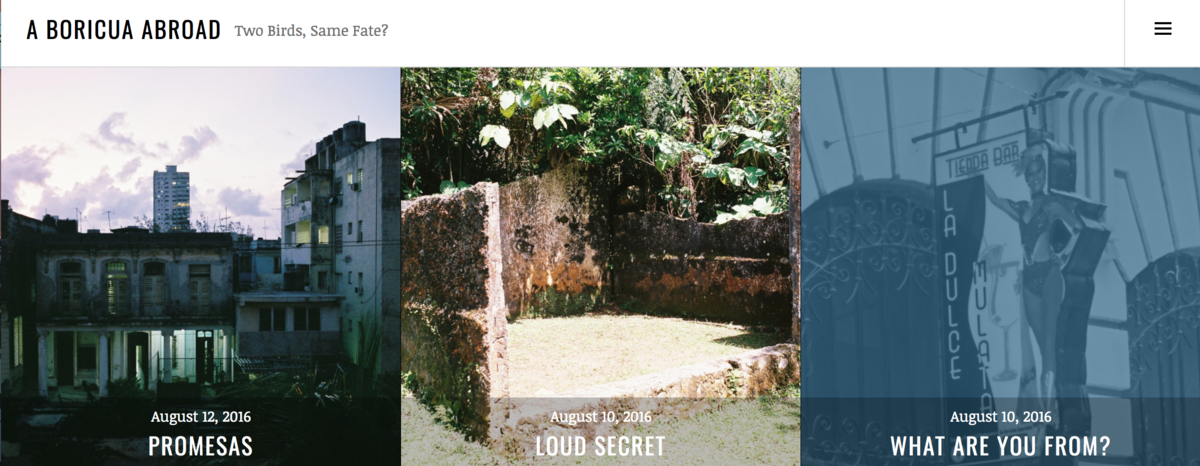 A BORICUA ABROAD Two Birds, Same Fate?
TIENDA BAR
LA DULCE
MULATA
August 12, 2016
PROMESAS
August 10, 2016
LOUD SECRET
August 10, 2016
WHAT ARE YOU FROM?